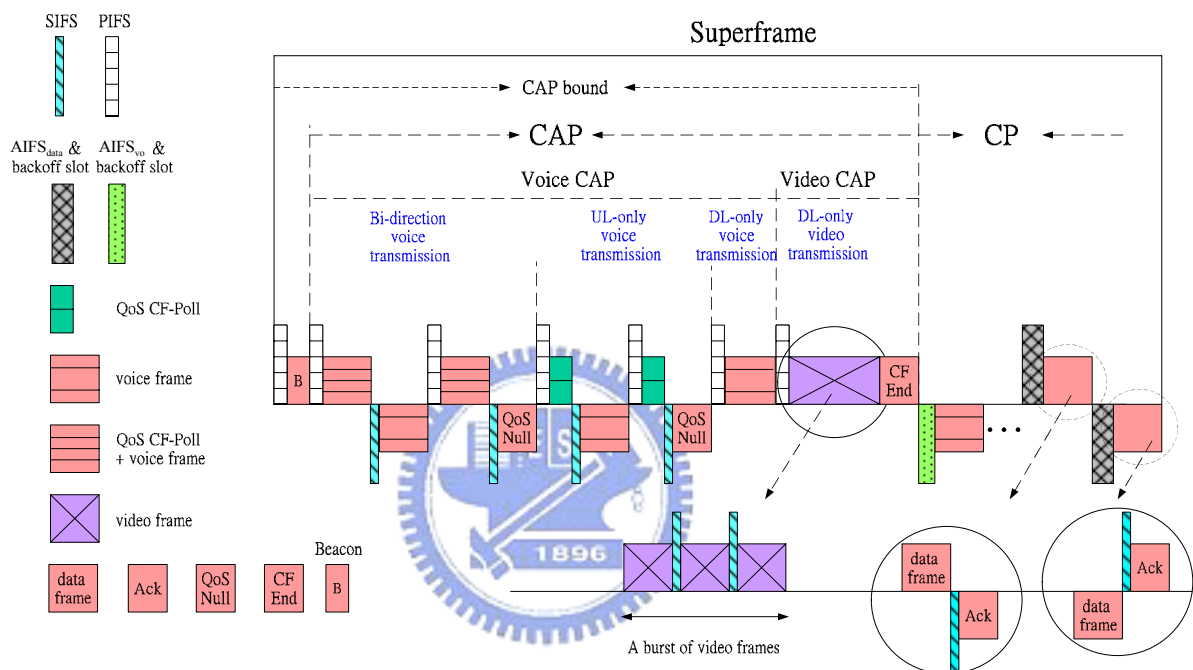 SIFS
PIFS
Superframe
CAP bound
CAP
CP
AIFSdata &
backoff slot
AIFSvo &
backoff slot
Voice CAP
Video CAP
Bi-direction
voice
transmission
UL-only
voice
transmission
DL-only
voice
transmission
DL-only
video
transmission
QoS CF-Poll
voice frame
QoS CF-Poll
+ voice frame
video frame
Beacon
data
frame
Ack
QoS
Null
CF
End
B
B
QoS
Null
QoS
Null
CF
End
...
1896
A burst of video frames
data
frame
Ack
Ack
data
frame